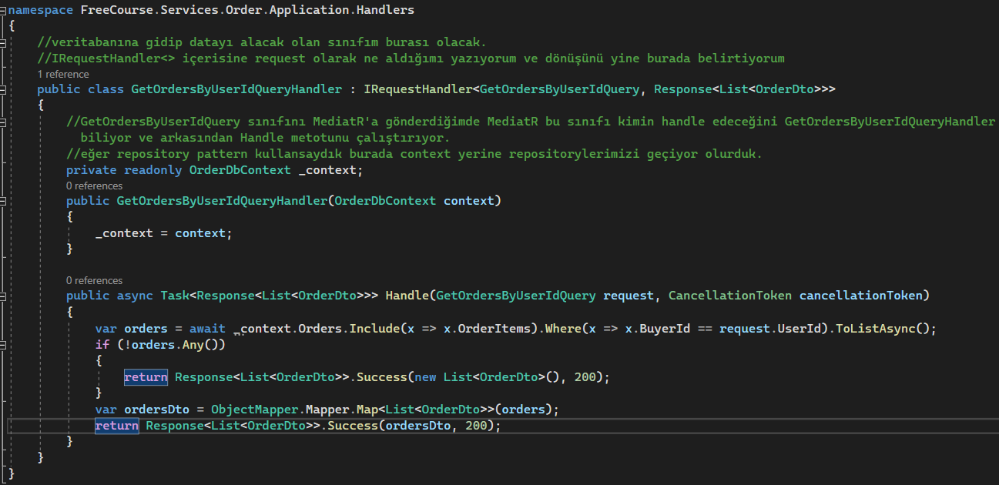 namespace FreeCourse.Services.Order.Application.Handlers
{
//veritabanına gidip datayı alacak olan sınıfım burası olacak.
//IRequestHandler<> içerisine request olarak ne aldığımı yazıyorum ve dönüşünü yine burada belirtiyorum
1 reference
public class GetOrdersByUserIdQueryHandler : IRequestHandler<GetOrdersByUserIdQuery, Response<List<OrderDto>>>
{
//GetOrdersByUserIdQuery sınıfını MediatR'a gönderdiğimde MediatR bu sınıfı kimin handle edeceğini GetOrdersByUserIdQueryHandler
biliyor ve arkasından Handle metotunu çalıştırıyor.
//eğer repository pattern kullansaydık burada context yerine repositorylerimizi geçiyor olurduk.
private readonly OrderDbContext _context;
0 references
public GetOrdersByUserIdQueryHandler(OrderDbContext context)
{
_context = context;
}
0 references
public async Task<Response<List<OrderDto>>> Handle(GetOrdersByUserIdQuery request, CancellationToken cancellationToken)
{
var orders = await _context.Orders.Include(x => x.OrderItems).Where(x => x.BuyerId == request.UserId).ToListAsync();
if (!orders.Any())
{
return Response<List<OrderDto>>.Success(new List<OrderDto>(), 200);
}
var ordersDto = ObjectMapper.Mapper.Map<List<OrderDto>>(orders);
return Response<List<OrderDto>>.Success(ordersDto, 200);
}
}
}